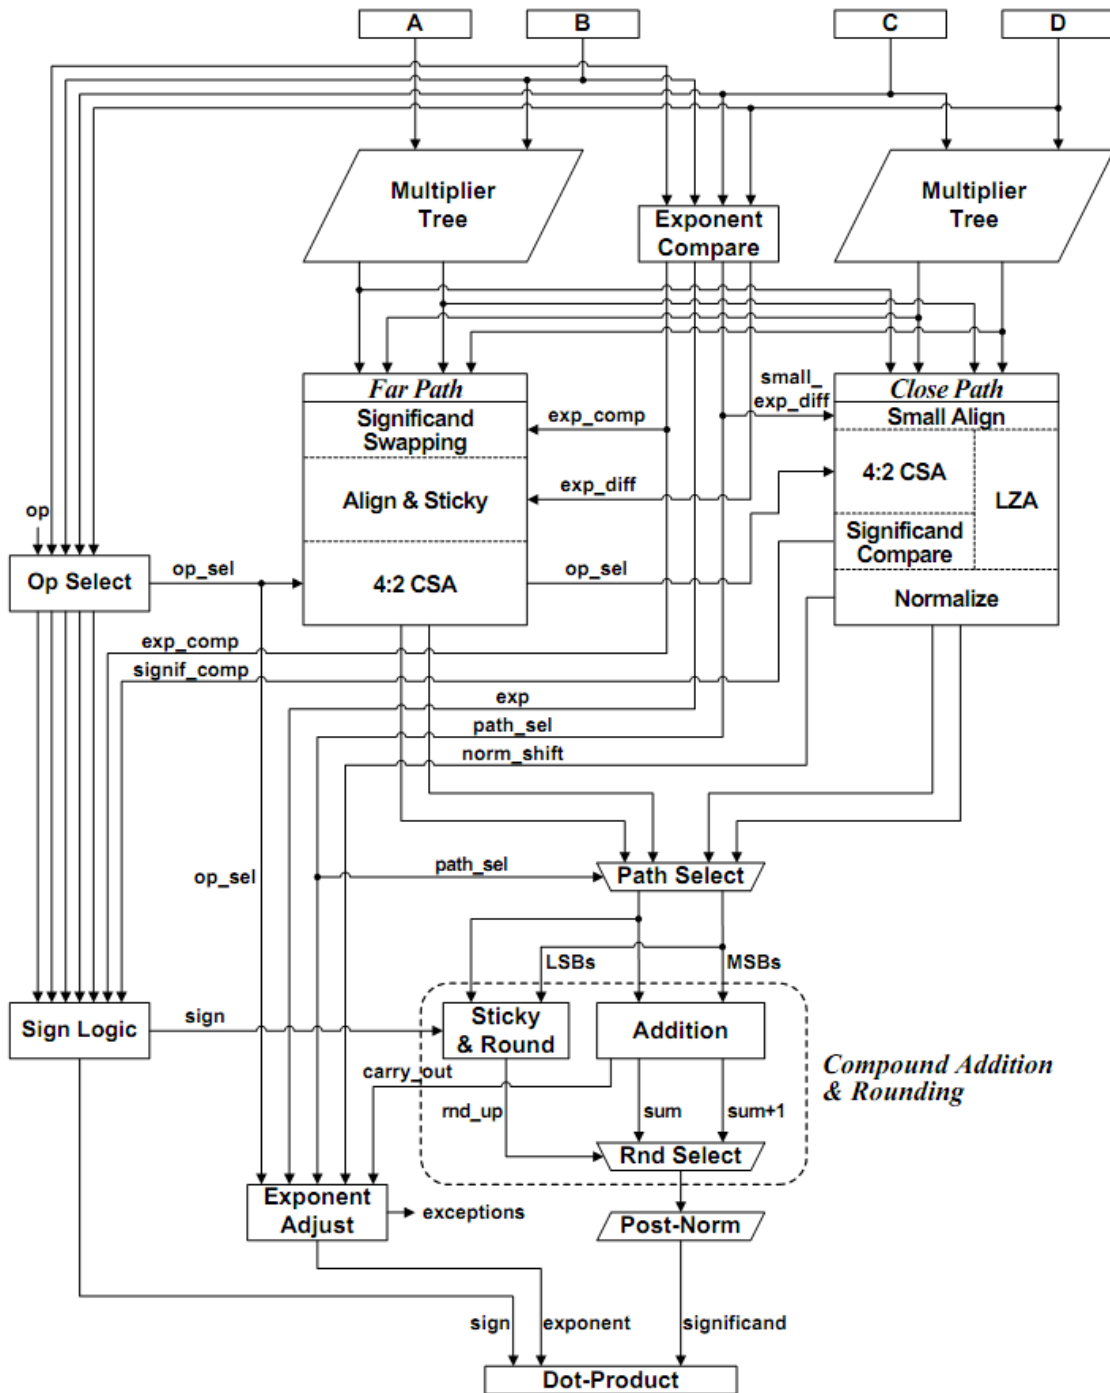 A
B
C
D
Multiplier
Tree
Exponent
Compare
Multiplier
Tree
Far Path
Significand
Swapping
Align & Sticky
4:2 CSA
exp_comp
exp_diff
small_
exp_diff
Close Path
Small Align
4:2 CSA
LZA
Significand
Compare
Normalize
op
Op Select
op_sel
op_sel
exp_comp
signif_comp
exp
path_sel
norm_shift
op_sel
path_sel
Path Select
LSBs
MSBs
Sign Logic
sign
Sticky
& Round
Addition
Compound Addition
& Rounding
carry_out
rnd_up
sum
sum+1
Rnd Select
Exponent
Adjust
exceptions
Post-Norm
sign
exponent
significand
Dot-Product